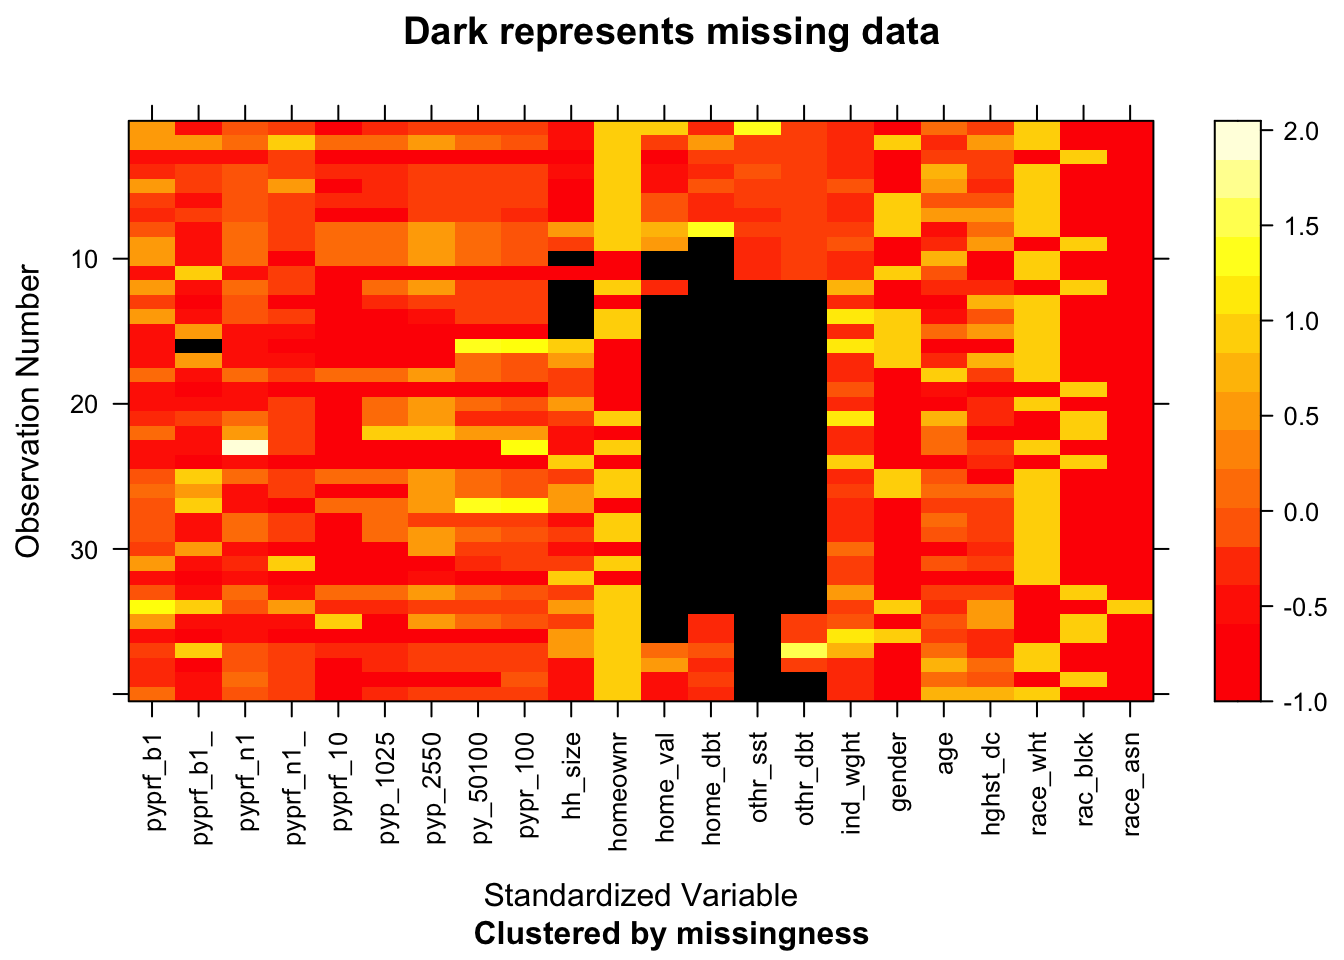 Dark represents missing data
Observation Number
10
20
30
2.0
1.5
1.0
0.5
0.0
-0.5
-1.0
pyprf_b1
pyprf_b1_
pyprf_n1
pyprf_n1_
pyprf_10
pyp_1025
pyp_2550
py_50100
pypr_100
hh_size
homeownr
home_val
home_dbt
othr_sst
othr_dbt
ind_wght
gender
age
hghst_dc
race_wht
rac_blck
race_asn
Standardized Variable
Clustered by missingness